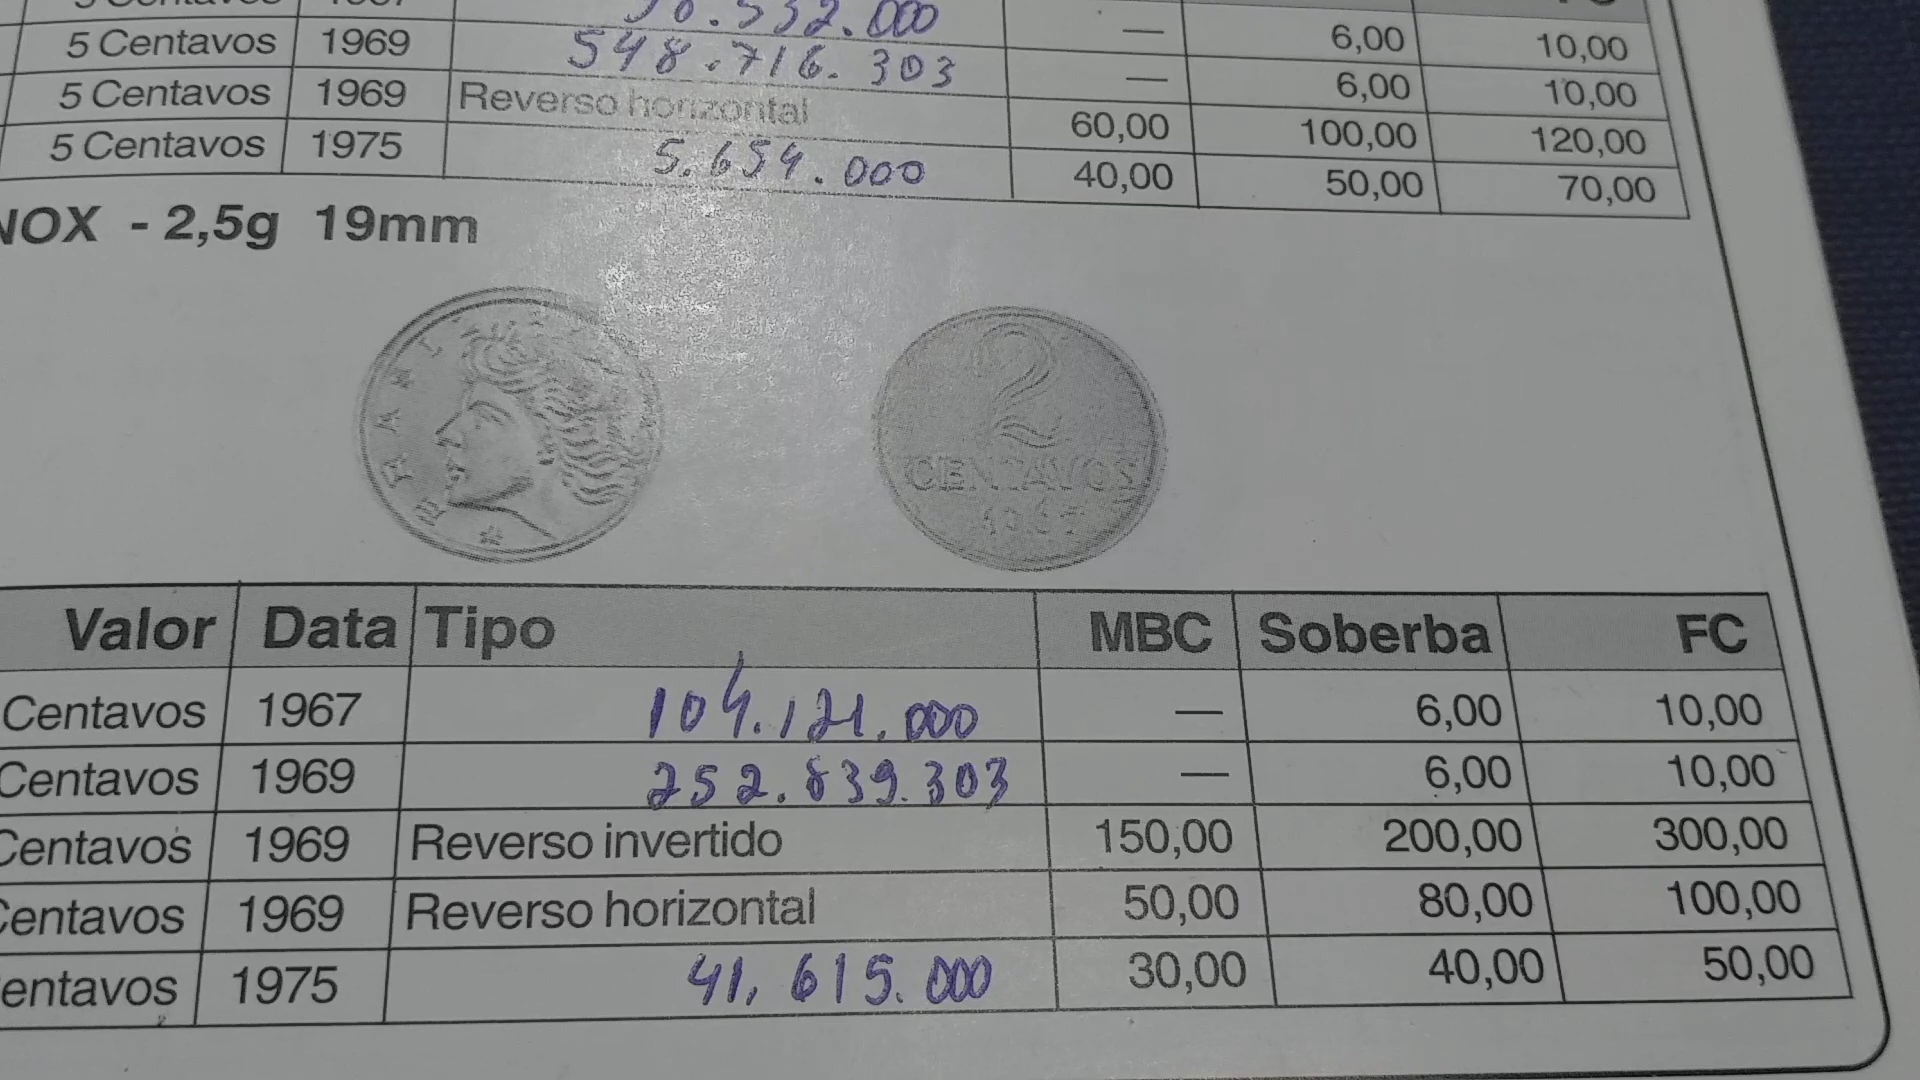 5 Centavos
5 Centavos 1969 548.716.303 — 6,00 10,00
— 6,00 10,00
5 Centavos 1969 Reverso horizontal 60,00 100,00 120,00
5 Centavos 1975 5.654.000 40,00 50,00 70,00
NOX - 2,5g 19mm
BRASIL
2
CENTAVOS
1967
Valor Data Tipo MBC Soberba FC
Centavos 1967 104.121.000 — 6,00 10,00
Centavos 1969 252.839.303 — 6,00 10,00
Centavos 1969 Reverso invertido 150,00 200,00 300,00
Centavos 1969 Reverso horizontal 50,00 80,00 100,00
entavos 1975 41.615.000 30,00 40,00 50,00